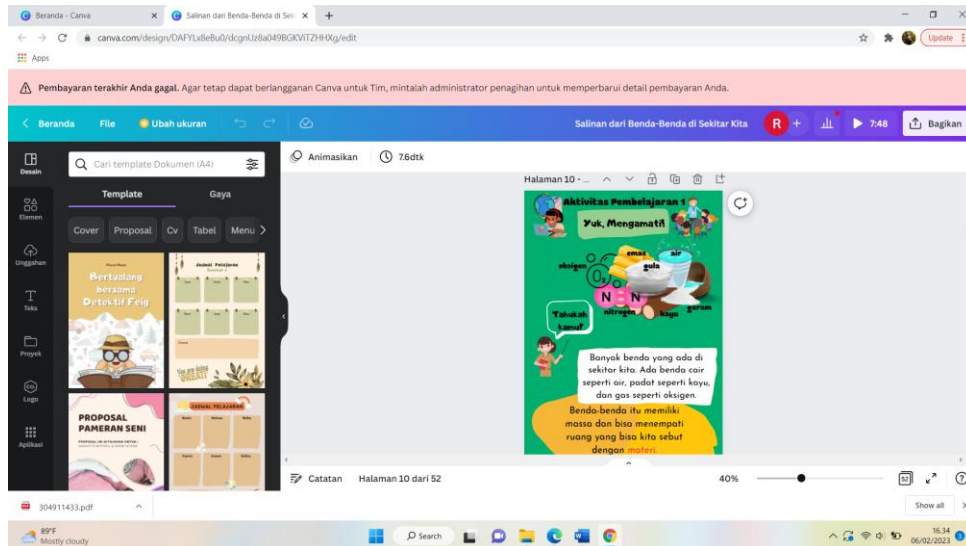 Beranda - Canva
Salinan dari Benda-Benda di Sek
canva.com/design/DAFYLx8eBu0/dcgnUz8a049BGKViTZHHXg/edit
Update
Apps
Pembayaran terakhir Anda gagal. Agar tetap dapat berlangganan Canva untuk Tim, mintalah administrator penagihan untuk memperbarui detail pembayaran Anda.
Beranda File Ubah ukuran Salinan dari Benda-Benda di Sekitar Kita R + 7:48 Bagikan
Desain
Elemen
Unggahan
Teks
Proyek
Logo
Aplikasi
Cari template Dokumen (A4)
Template Gaya
Cover Proposal Cv Tabel Menu
Bertualang
bersama
Detektif Feig
Jadwal Pelajaran
PROPOSAL
PAMERAN SENI
JADWAL PELAJARAN
Animasikan 7.6dtk
Halaman 10 - ...
Aktivitas Pembelajaran 1
Yuk, Mengamati!
emas air
oksigen gula
O₂
N N
nitrogen kayu garam
Tahukah
kamu?
Banyak benda yang ada di
sekitar kita. Ada benda cair
seperti air, padat seperti kayu,
dan gas seperti oksigen.
Benda-benda itu memiliki
massa dan bisa menempati
ruang yang bisa kita sebut
dengan materi.
Catatan Halaman 10 dari 52 40% 52
304911433.pdf Show all
89°F
Mostly cloudy
Search
16.34
06/02/2023